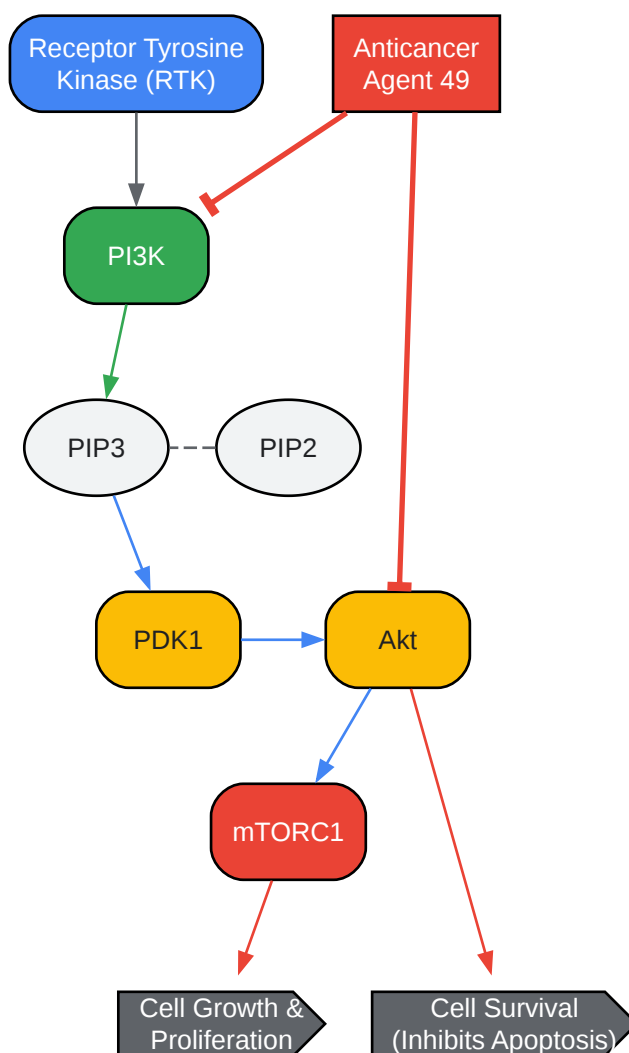 Receptor Tyrosine
Kinase (RTK)
Anticancer
Agent 49
PI3K
PIP3
PIP2
PDK1
Akt
mTORC1
Cell Growth &
Proliferation
Cell Survival
(Inhibits Apoptosis)